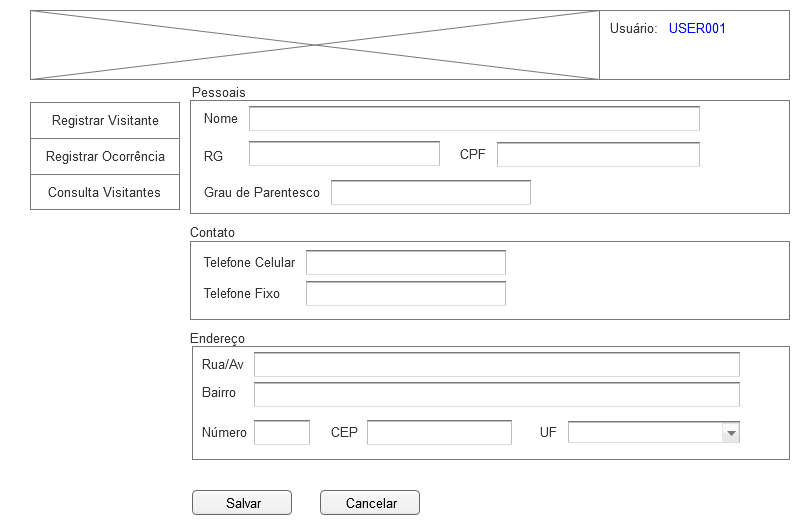 Usuário: USER001
Registrar Visitante
Registrar Ocorrência
Consulta Visitantes
Pessoais
Nome
RG CPF
Grau de Parentesco
Contato
Telefone Celular
Telefone Fixo
Endereço
Rua/Av
Bairro
Número CEP UF
Salvar Cancelar